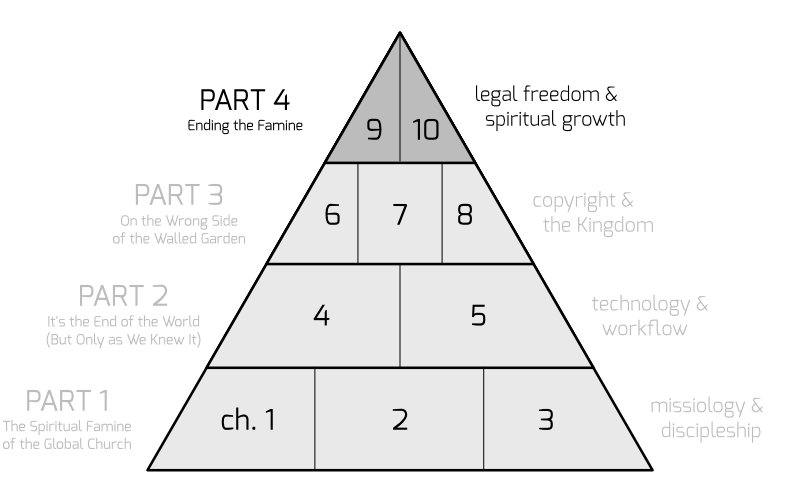 PART 4
Ending the Famine
9
10
legal freedom &
spiritual growth
PART 3
On the Wrong Side
of the Walled Garden
6
7
8
copyright &
the Kingdom
PART 2
It's the End of the World
(But Only as We Knew It)
4
5
technology &
workflow
PART 1
The Spiritual Famine
of the Global Church
ch. 1
2
3
missiology &
discipleship